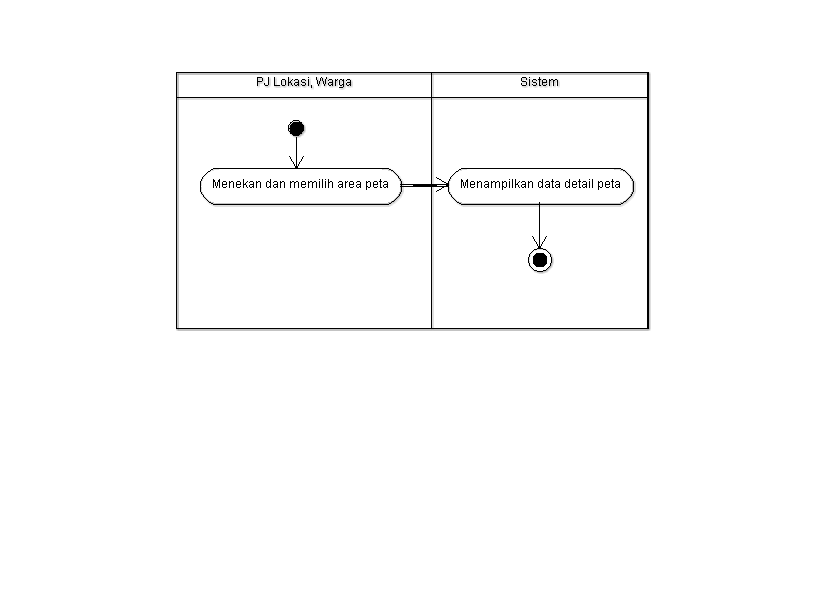 PJ Lokasi, Warga
Sistem
Menekan dan memilih area peta
Menampilkan data detail peta